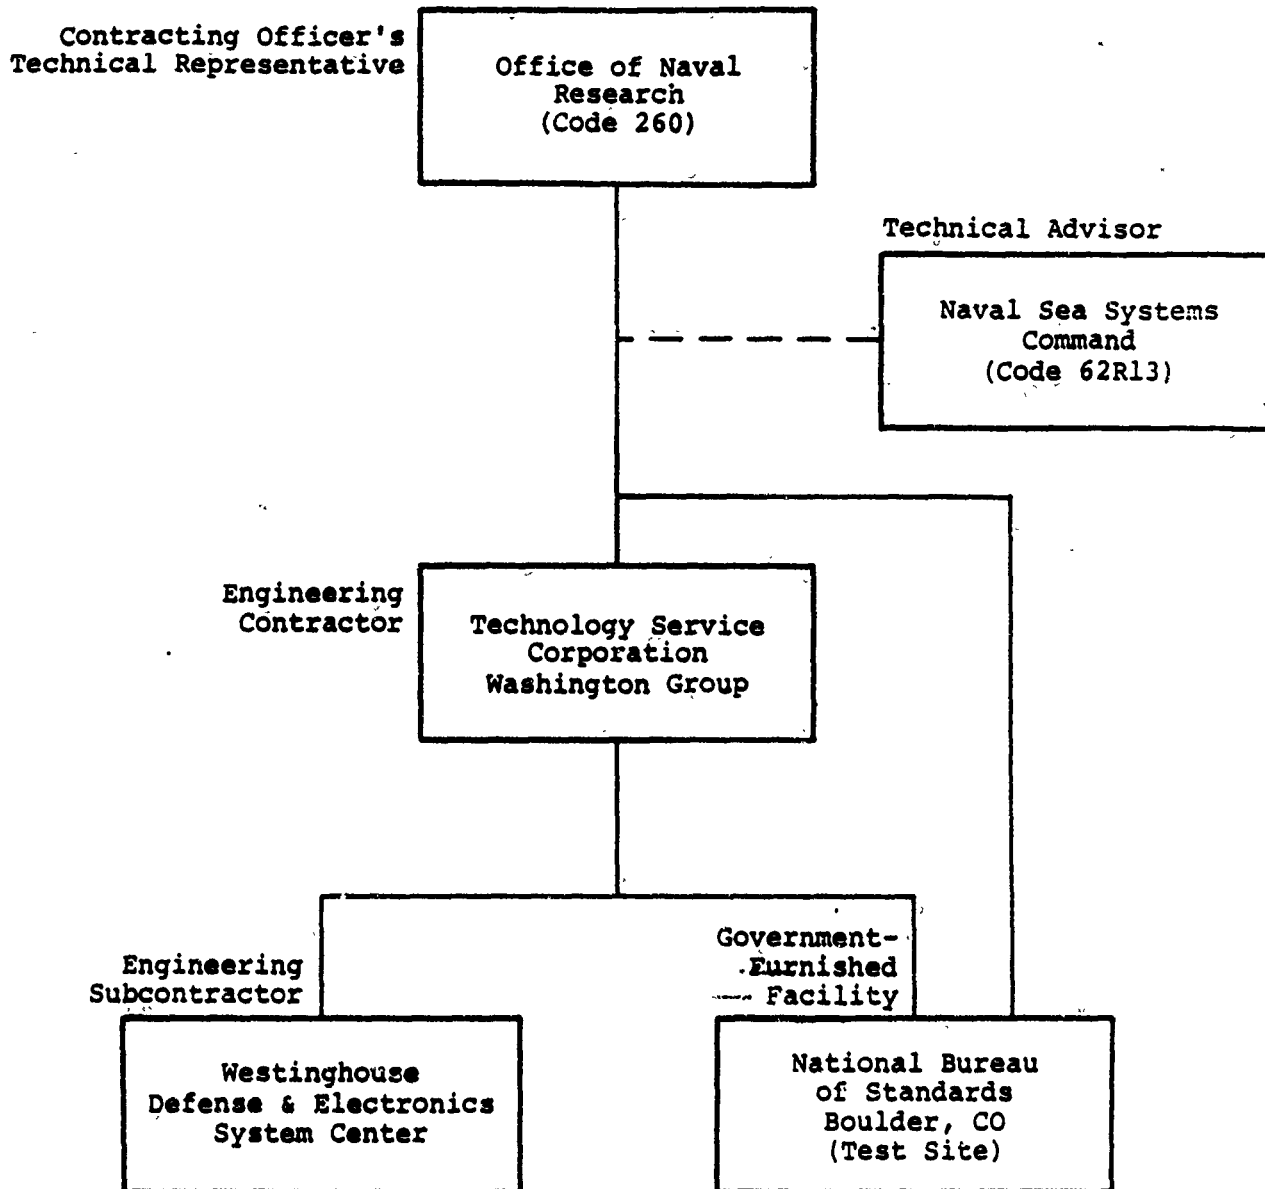 Contracting Officer's
Technical Representative
Office of Naval
Research
(Code 260)
Technical Advisor
Naval Sea Systems
Command
(Code 62R13)
Engineering
Contractor
Technology Service
Corporation
Washington Group
Engineering
Subcontractor
Westinghouse
Defense & Electronics
System Center
Government-
Furnished
Facility
National Bureau
of Standards
Boulder, CO
(Test Site)